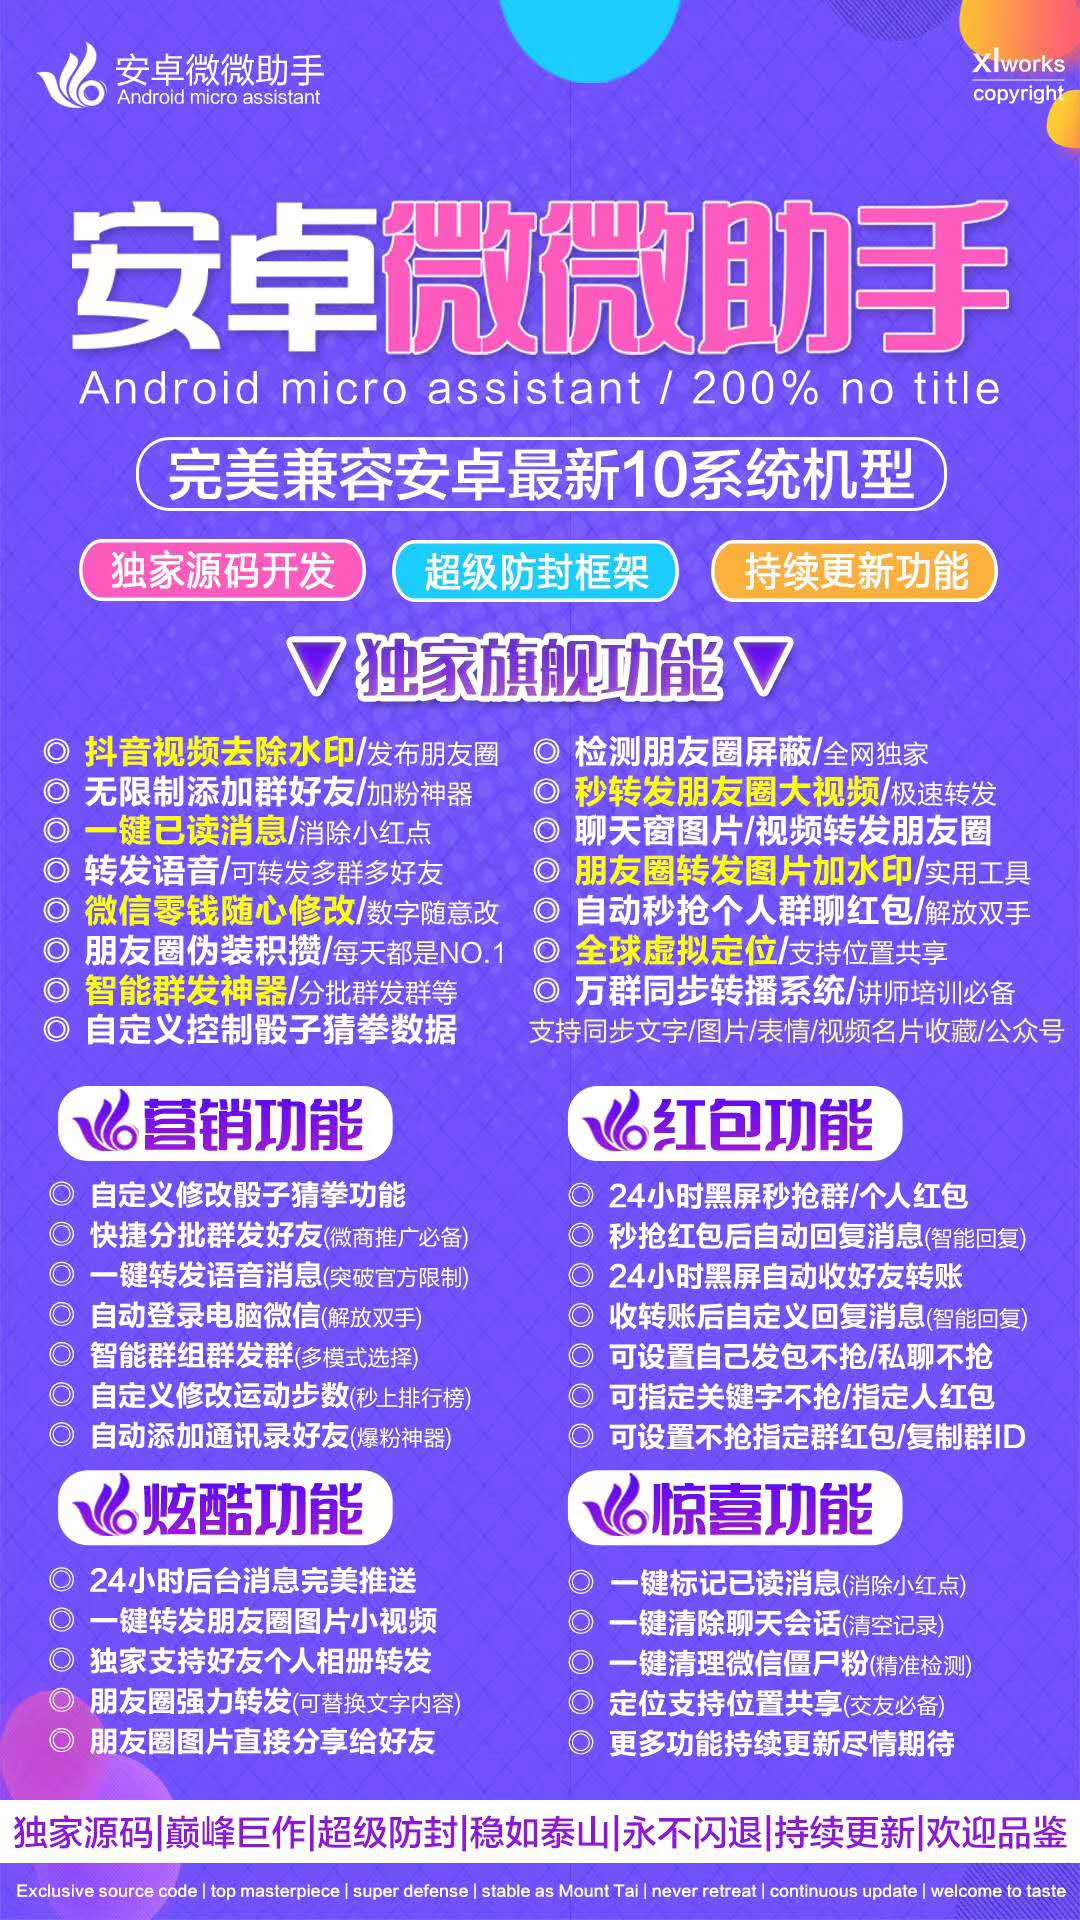 安卓微微助手
Android micro assistant
xlworks
copyright
安卓微微助手
Android micro assistant / 200% no title
完美兼容安卓最新10系统机型
独家源码开发
超级防封框架
持续更新功能
独家旗舰功能
◎ 抖音视频去除水印/发布朋友圈
◎ 无限制添加群好友/加粉神器
◎ 一键已读消息/消除小红点
◎ 转发语音/可转发多群多好友
◎ 微信零钱随心修改/数字随意改
◎ 朋友圈伪装积攒/每天都是NO.1
◎ 智能群发神器/分批群发群等
◎ 自定义控制骰子猜拳数据
◎ 检测朋友圈屏蔽/全网独家
◎ 秒转发朋友圈大视频/极速转发
◎ 聊天窗图片/视频转发朋友圈
◎ 朋友圈转发图片加水印/实用工具
◎ 自动秒抢个人群聊红包/解放双手
◎ 全球虚拟定位/支持位置共享
◎ 万群同步转播系统/讲师培训必备
支持同步文字/图片/表情/视频名片收藏/公众号
营销功能
◎ 自定义修改骰子猜拳功能
◎ 快捷分批群发好友(微商推广必备)
◎ 一键转发语音消息(突破官方限制)
◎ 自动登录电脑微信(解放双手)
◎ 智能群组群发群(多模式选择)
◎ 自定义修改运动步数(秒上排行榜)
◎ 自动添加通讯录好友(爆粉神器)
红包功能
◎ 24小时黑屏秒抢群/个人红包
◎ 秒抢红包后自动回复消息(智能回复)
◎ 24小时黑屏自动收好友转账
◎ 收转账后自定义回复消息(智能回复)
◎ 可设置自己发包不抢/私聊不抢
◎ 可指定关键字不抢/指定人红包
◎ 可设置不抢指定群红包/复制群ID
炫酷功能
◎ 24小时后台消息完美推送
◎ 一键转发朋友圈图片小视频
◎ 独家支持好友个人相册转发
◎ 朋友圈强力转发(可替换文字内容)
◎ 朋友圈图片直接分享给好友
惊喜功能
◎ 一键标记已读消息(消除小红点)
◎ 一键清除聊天会话(清空记录)
◎ 一键清理微信僵尸粉(精准检测)
◎ 定位支持位置共享(交友必备)
◎ 更多功能持续更新尽情期待
独家源码|巅峰巨作|超级防封|稳如泰山|永不闪退|持续更新|欢迎品鉴
Exclusive source code | top masterpiece | super defense | stable as Mount Tai | never retreat | continuous update | welcome to taste